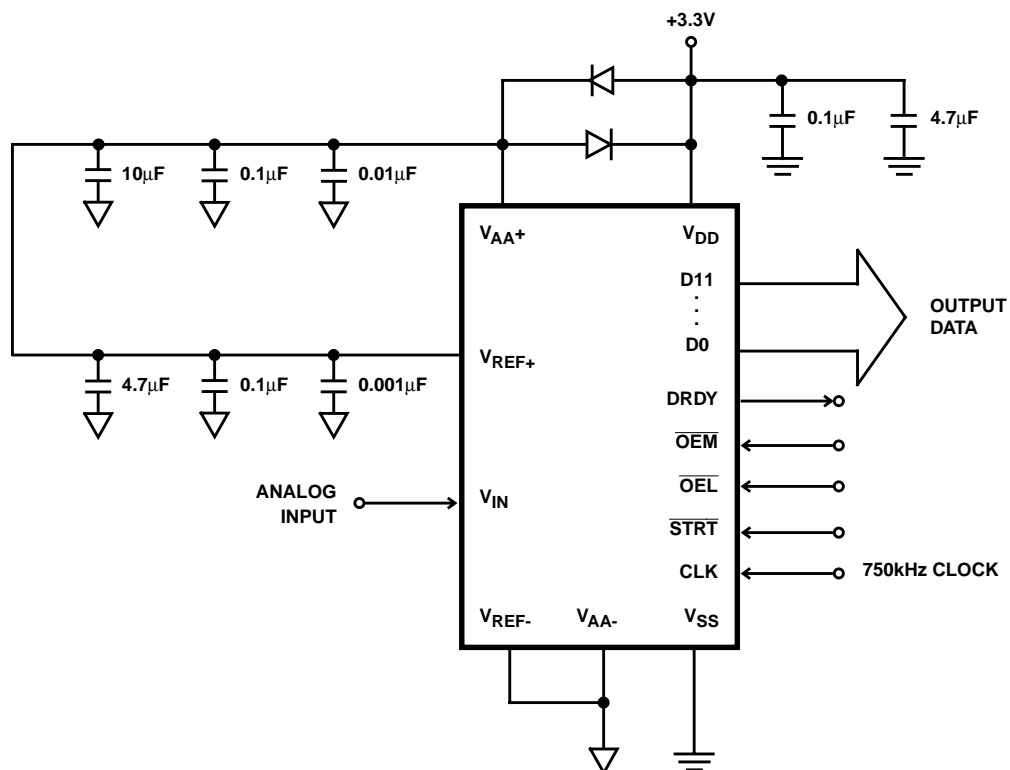 +3.3V
0.1μF
4.7μF
10μF
0.1μF
0.01μF
VAA+
VDD
D11
D0
OUTPUT
DATA
4.7μF
0.1μF
0.001μF
VREF+
DRDY
OEM
OEL
ANALOG
INPUT
VIN
STRT
CLK
750kHz CLOCK
VREF-
VAA-
VSS